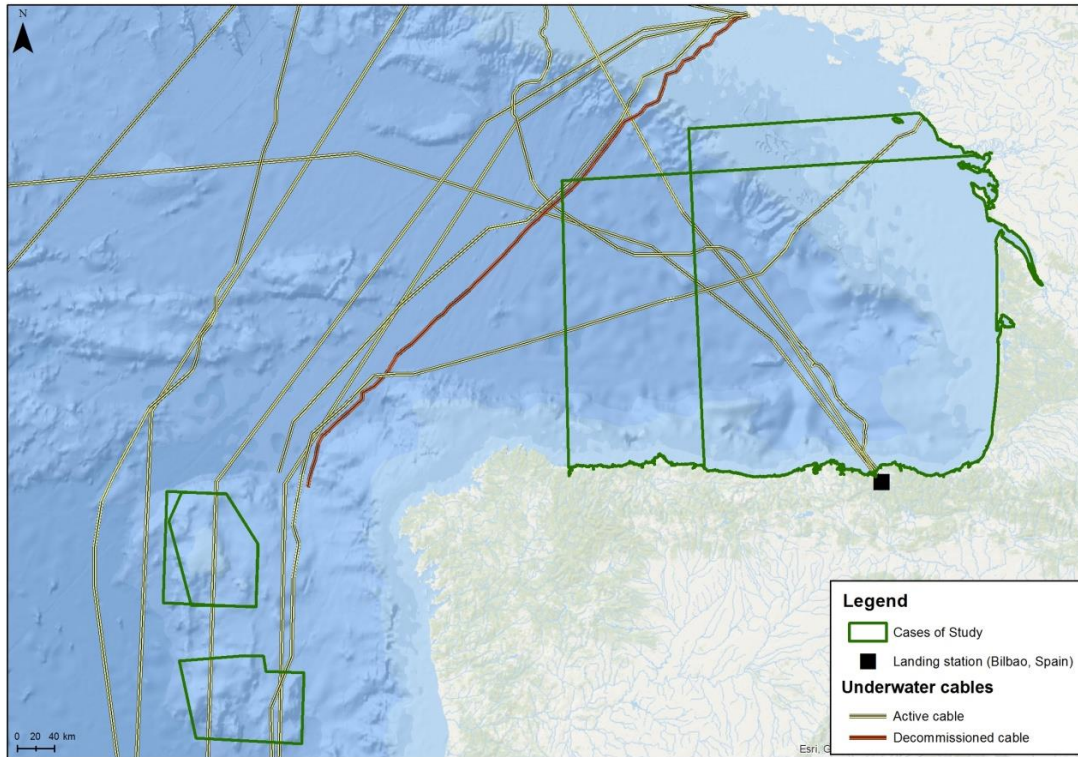 N
Legend
Cases of Study
Landing station (Bilbao, Spain)
Underwater cables
Active cable
Decommissioned cable
0 20 40 km
Esri, G